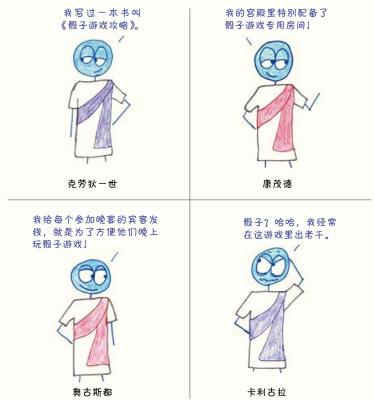 我写过一本书叫
《骰子游戏攻略》。
克劳狄一世
我的宫殿里特别配备了
骰子游戏专用房间！
康茂德
我给每个参加晚宴的宾客发
钱，就是为了方便他们晚上
玩骰子游戏！
奥古斯都
骰子？哈哈，我经常
在这游戏里出老千。
卡利古拉